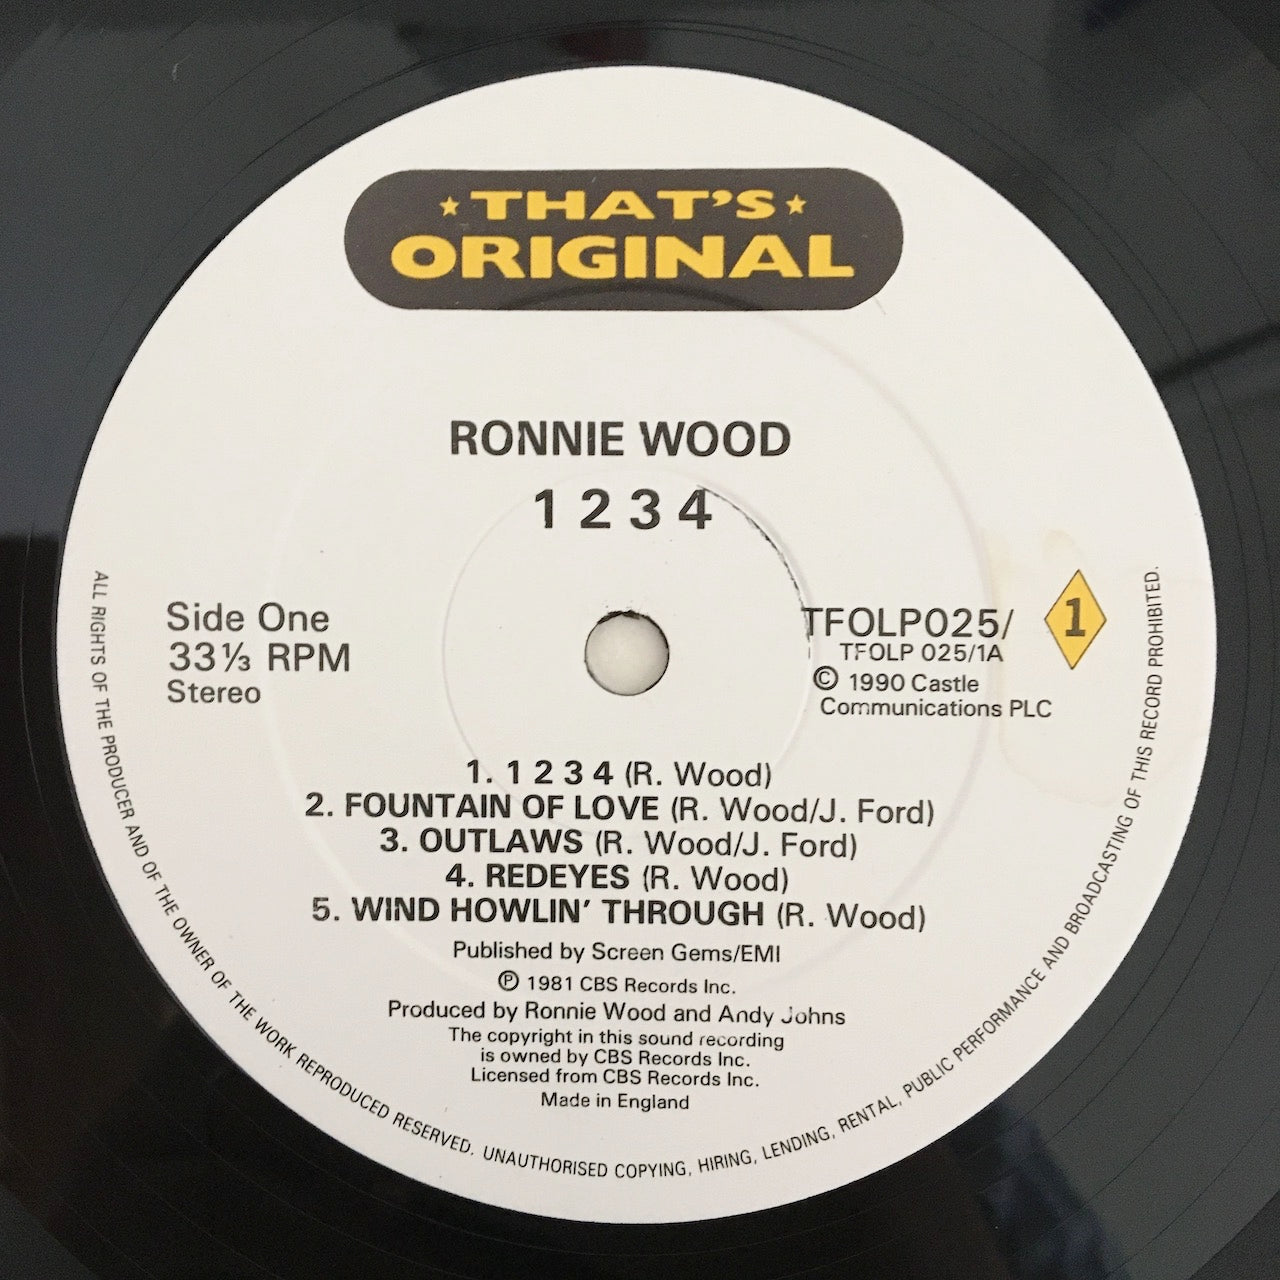 ★ THAT'S ★
ORIGINAL
RONNIE WOOD
1 2 3 4
Side One
33⅓ RPM
Stereo
TFOLP025/
1
TFOLP 025/1A
© 1990 Castle
Communications PLC
1. 1 2 3 4 (R. Wood)
2. FOUNTAIN OF LOVE (R. Wood/J. Ford)
3. OUTLAWS (R. Wood/J. Ford)
4. REDEYES (R. Wood)
5. WIND HOWLIN' THROUGH (R. Wood)
Published by Screen Gems/EMI
℗ 1981 CBS Records Inc.
Produced by Ronnie Wood and Andy Johns
The copyright in this sound recording
is owned by CBS Records Inc.
Licensed from CBS Records Inc.
Made in England
ALL RIGHTS OF THE PRODUCER AND OF THE OWNER OF THE WORK REPRODUCED RESERVED. UNAUTHORISED COPYING, HIRING, LENDING, RENTAL, PUBLIC PERFORMANCE AND BROADCASTING OF THIS RECORD PROHIBITED.